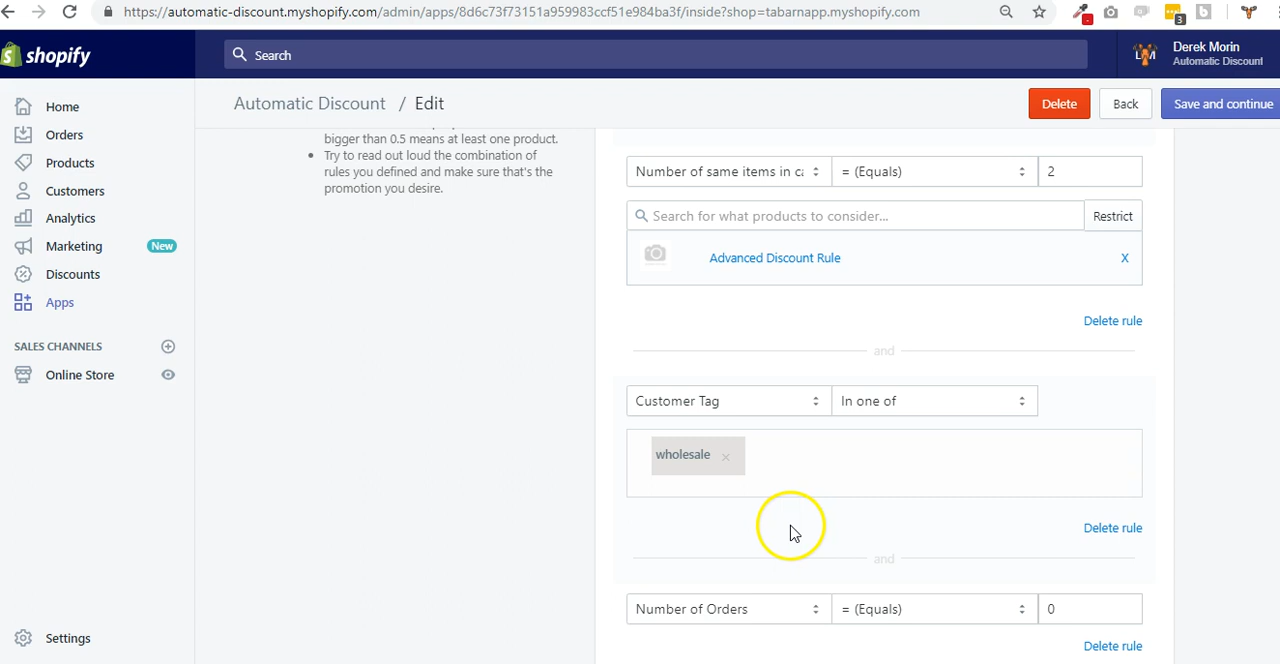 https://automatic-discount.myshopify.com/admin/apps/8d6c73f73151a959983ccf51e984ba3f/inside?shop=tabarnapp.myshopify.com
3
shopify
Search
Derek Morin
Automatic Discount
Automatic Discount / Edit
Delete
Back
Save and continue
Home
Orders
Products
Customers
Analytics
Marketing
New
Discounts
Apps
SALES CHANNELS
Online Store
Settings
bigger than 0.5 means at least one product.
Try to read out loud the combination of
rules you defined and make sure that's the
promotion you desire.
Number of same items in ca
= (Equals)
2
Search for what products to consider...
Restrict
Advanced Discount Rule
X
Delete rule
and
Customer Tag
In one of
wholesale ×
Delete rule
and
Number of Orders
= (Equals)
0
Delete rule